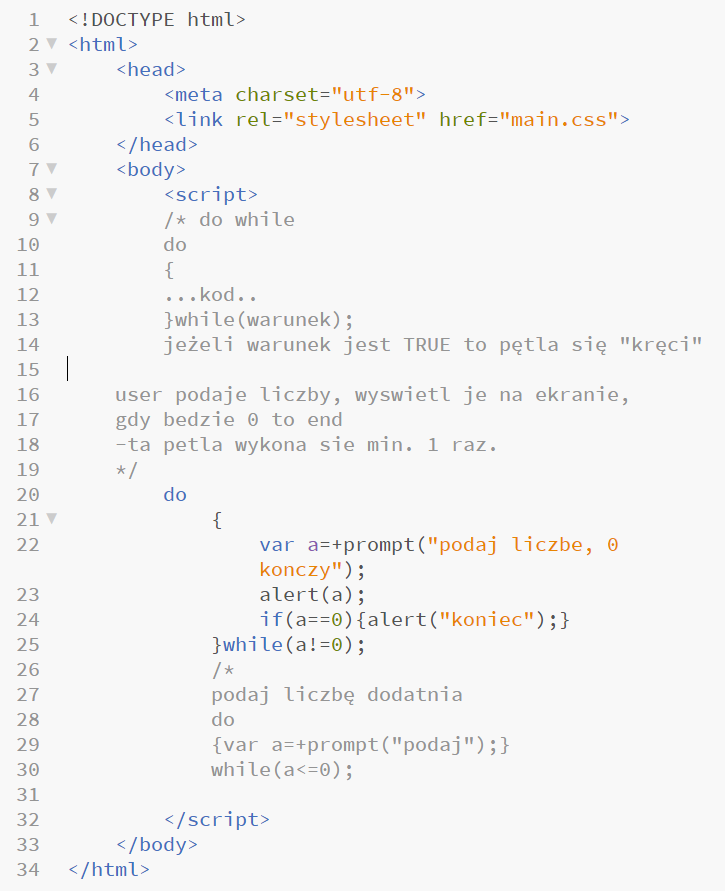 1 <!DOCTYPE html>
2 <html>
3     <head>
4         <meta charset="utf-8">
5         <link rel="stylesheet" href="main.css">
6     </head>
7     <body>
8         <script>
9         /* do while
10         do
11         {
12         ...kod..
13         }while(warunek);
14         jeżeli warunek jest TRUE to pętla się "kręci"
15
16     user podaje liczby, wyswietl je na ekranie,
17     gdy bedzie 0 to end
18     -ta petla wykona sie min. 1 raz.
19     */
20         do
21             {
22                 var a=+prompt("podaj liczbe, 0
                konczy");
23                 alert(a);
24                 if(a==0){alert("koniec");}
25             }while(a!=0);
26             /*
27             podaj liczbę dodatnia
28             do
29             {var a=+prompt("podaj");}
30             while(a<=0);
31
32         </script>
33     </body>
34 </html>